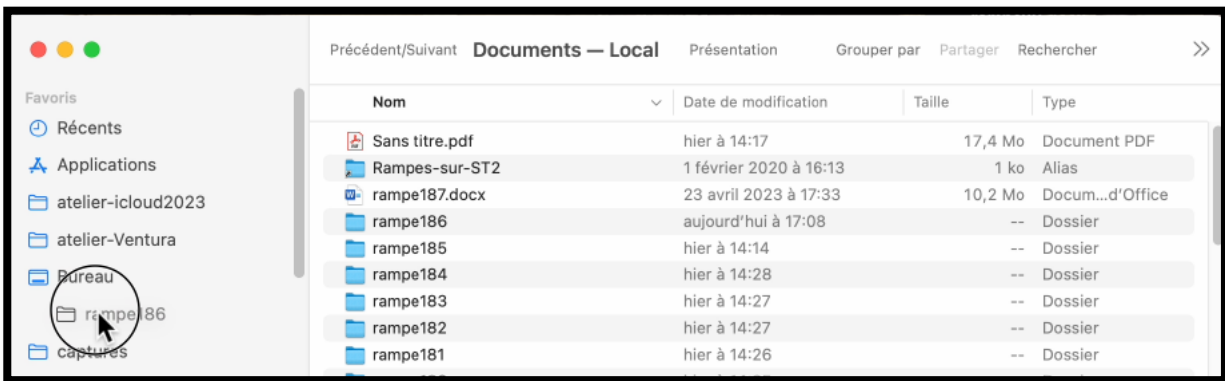 Précédent/Suivant Documents — Local Présentation Grouper par Partager Rechercher
Favoris
Récents
Applications
atelier-icloud2023
atelier-Ventura
Bureau
rampe186
captures
Nom Date de modification Taille Type
Sans titre.pdf hier à 14:17 17,4 Mo Document PDF
Rampes-sur-ST2 1 février 2020 à 16:13 1 ko Alias
rampe187.docx 23 avril 2023 à 17:33 10,2 Mo Docum...d'Office
rampe186 aujourd'hui à 17:08 -- Dossier
rampe185 hier à 14:14 -- Dossier
rampe184 hier à 14:28 -- Dossier
rampe183 hier à 14:27 -- Dossier
rampe182 hier à 14:27 -- Dossier
rampe181 hier à 14:26 -- Dossier